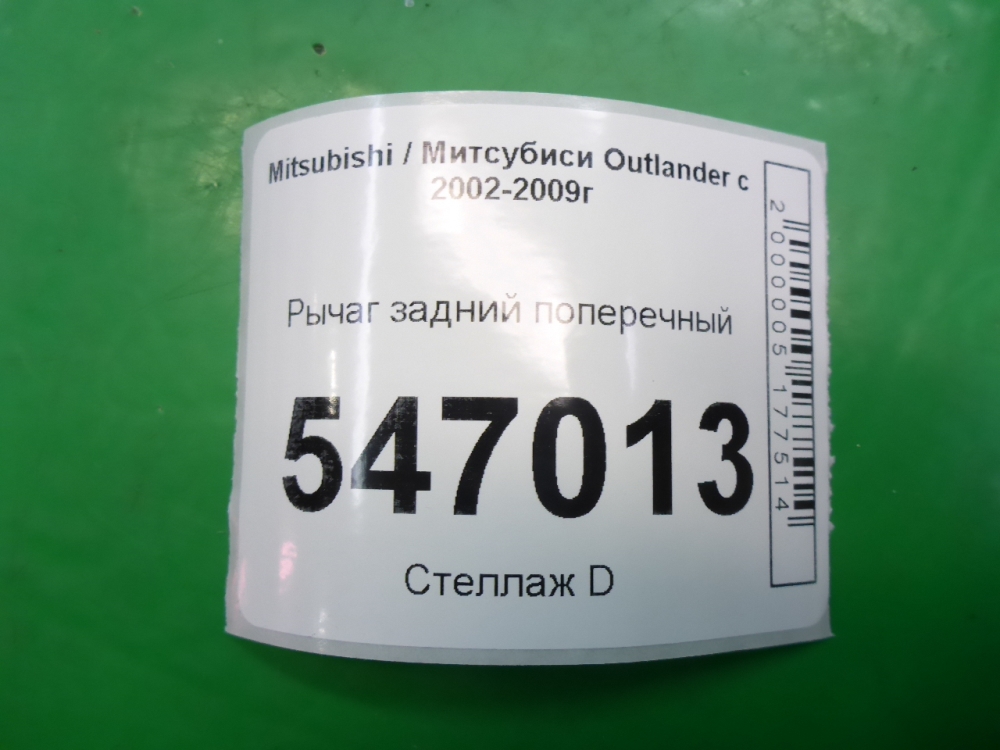 Mitsubishi / Митсубиси Outlander с
2002-2009г
Рычаг задний поперечный
547013
Стеллаж D
2000005177514